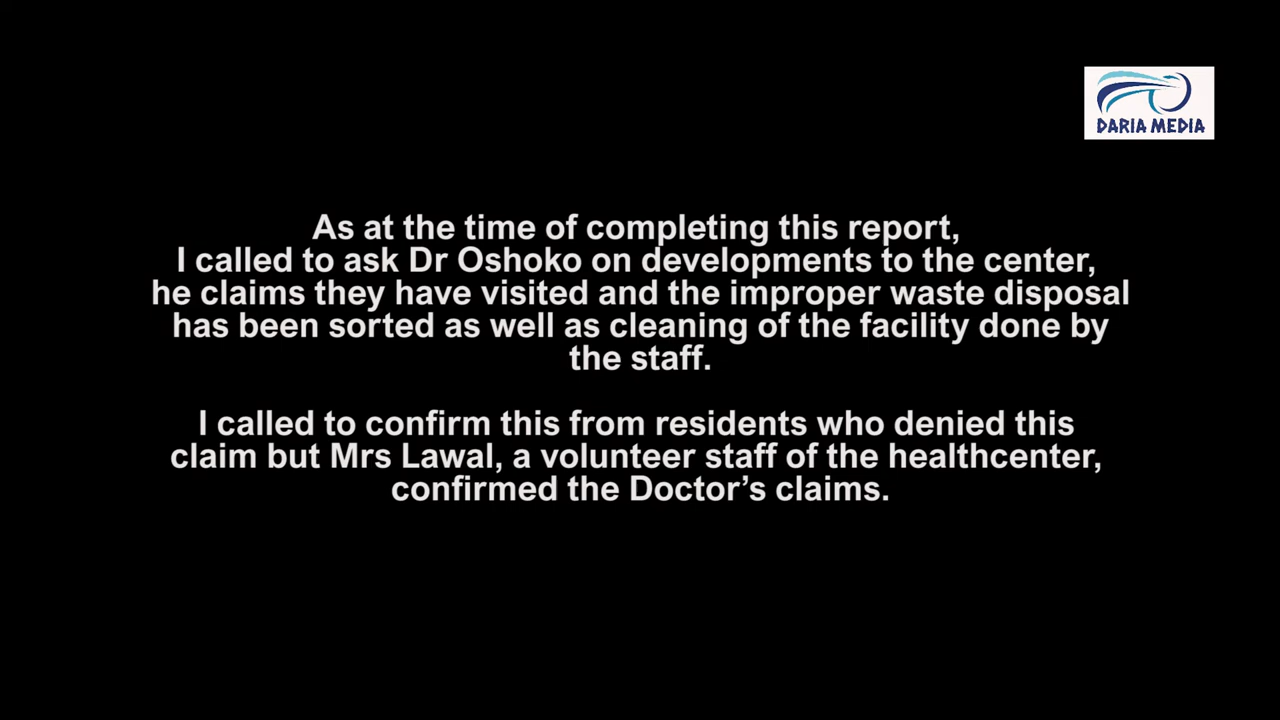 DARIA MEDIA
As at the time of completing this report,
I called to ask Dr Oshoko on developments to the center,
he claims they have visited and the improper waste disposal
has been sorted as well as cleaning of the facility done by
the staff.
I called to confirm this from residents who denied this
claim but Mrs Lawal, a volunteer staff of the healthcenter,
confirmed the Doctor’s claims.